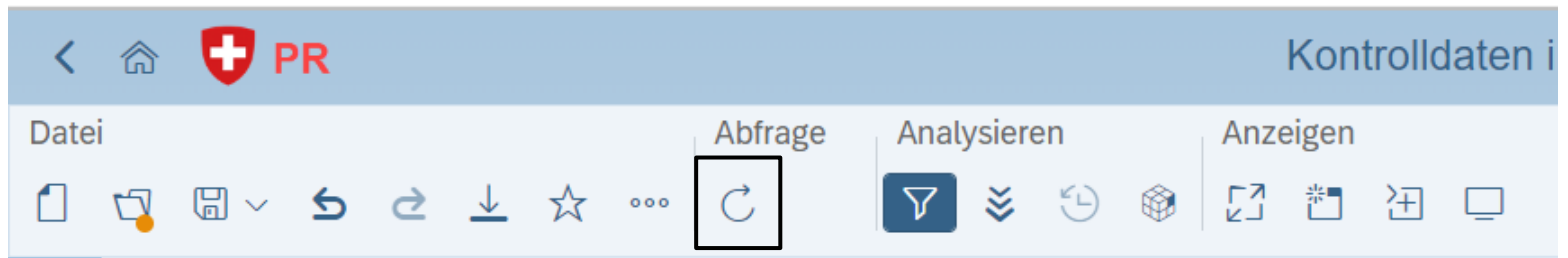 PR
Kontrolldaten i
Datei
Abfrage
Analysieren
Anzeigen